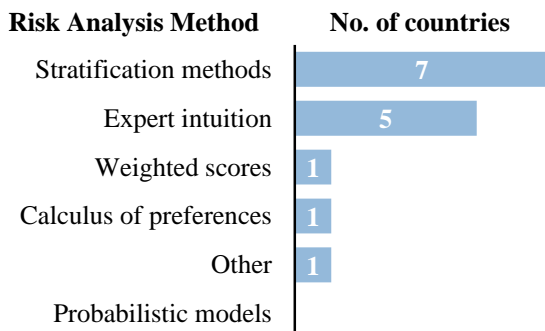 Risk Analysis Method No. of countries
Stratification methods 7
Expert intuition 5
Weighted scores 1
Calculus of preferences 1
Other 1
Probabilistic models